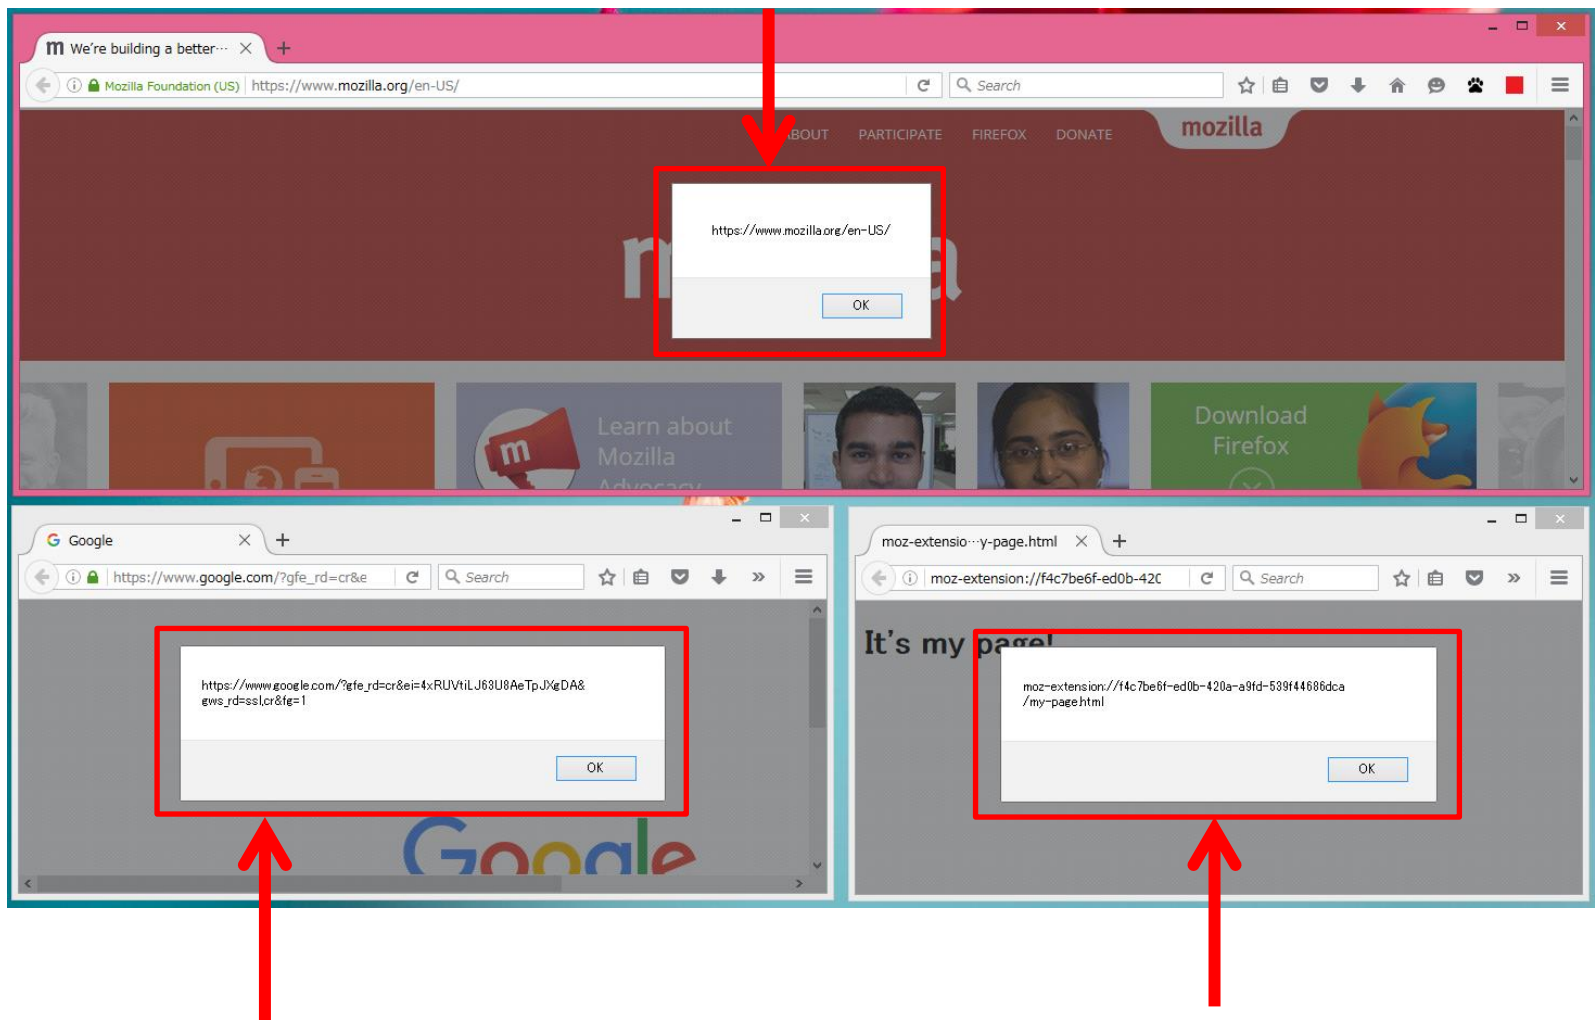 We're building a better···
Mozilla Foundation (US)
https://www.mozilla.org/en-US/
Search
ABOUT
PARTICIPATE
FIREFOX
DONATE
mozilla
https://www.mozilla.org/en-US/
OK
Learn about
Mozilla
Advocacy
Download
Firefox
Google
https://www.google.com/?gfe_rd=cr&e
Search
https://www.google.com/?gfe_rd=cr&ei=4xRUVtiLJ63U8AeTpJXgDA&
gws_rd=ssl,cr&fg=1
OK
Google
moz-extensio···y-page.html
moz-extension://f4c7be6f-ed0b-420
Search
It's my page!
moz-extension://f4c7be6f-ed0b-420a-a9fd-539f44686dca
/my-page.html
OK